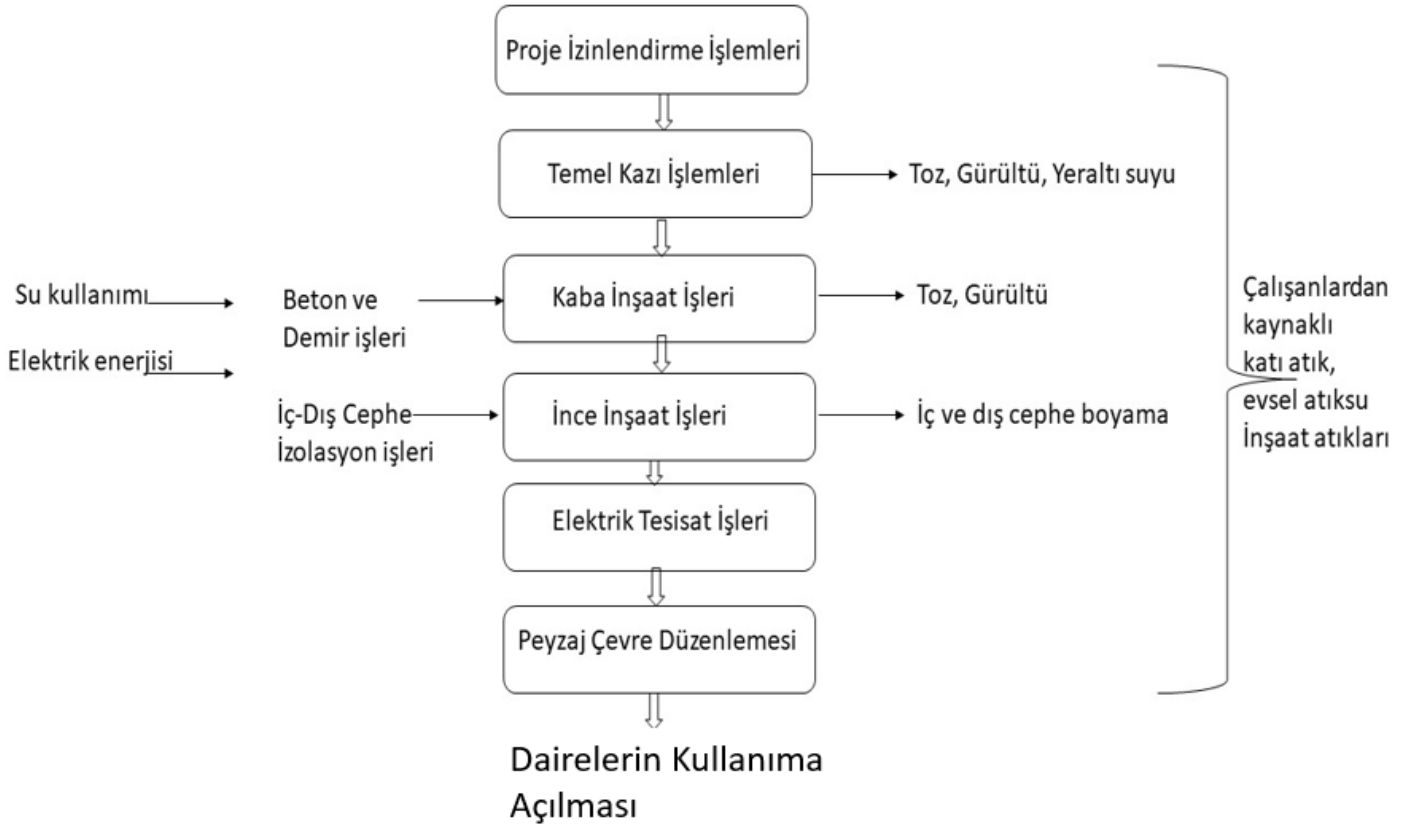 Proje İzinlendirme İşlemleri
Temel Kazı İşlemleri
Toz, Gürültü, Yeraltı suyu
Su kullanımı
Elektrik enerjisi
Beton ve
Demir işleri
Kaba İnşaat İşleri
Toz, Gürültü
İç-Dış Cephe
İzolasyon işleri
İnce İnşaat İşleri
İç ve dış cephe boyama
Çalışanlardan
kaynaklı
katı atık,
evsel atıksu
İnşaat atıkları
Elektrik Tesisat İşleri
Peyzaj Çevre Düzenlemesi
Dairelerin Kullanıma
Açılması